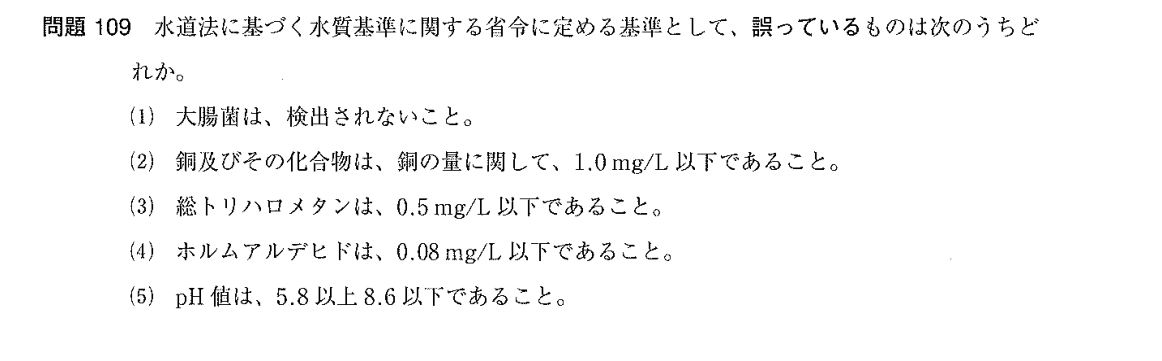 問題 109 水道法に基づく水質基準に関する省令に定める基準として、誤っているものは次のうちど
れか。
(1) 大腸菌は、検出されないこと。
(2) 銅及びその化合物は、銅の量に関して、1.0 mg/L 以下であること。
(3) 総トリハロメタンは、0.5 mg/L 以下であること。
(4) ホルムアルデヒドは、0.08 mg/L 以下であること。
(5) pH 値は、5.8 以上 8.6 以下であること。